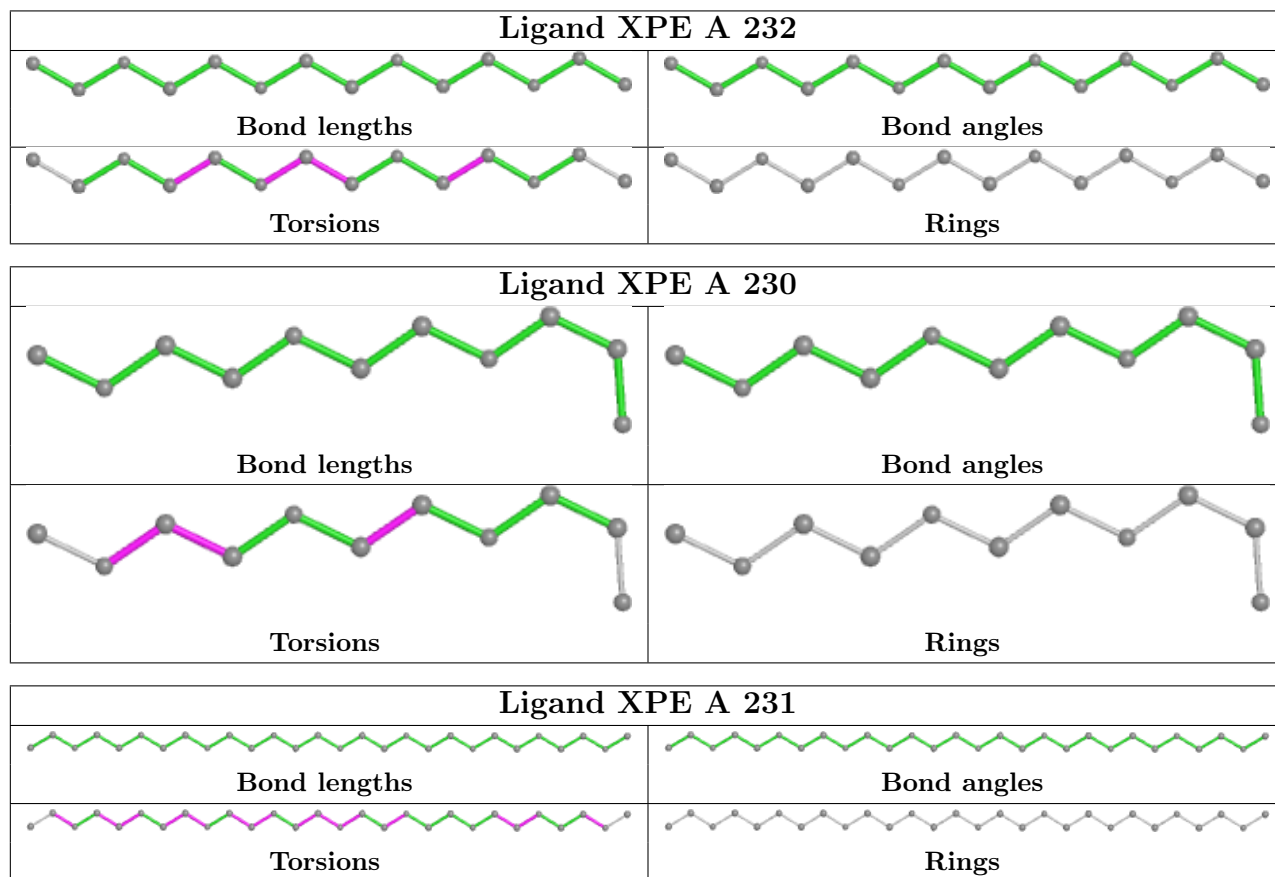 Ligand XPE A 232
Bond lengths
Bond angles
Torsions
Rings
Ligand XPE A 230
Bond lengths
Bond angles
Torsions
Rings
Ligand XPE A 231
Bond lengths
Bond angles
Torsions
Rings